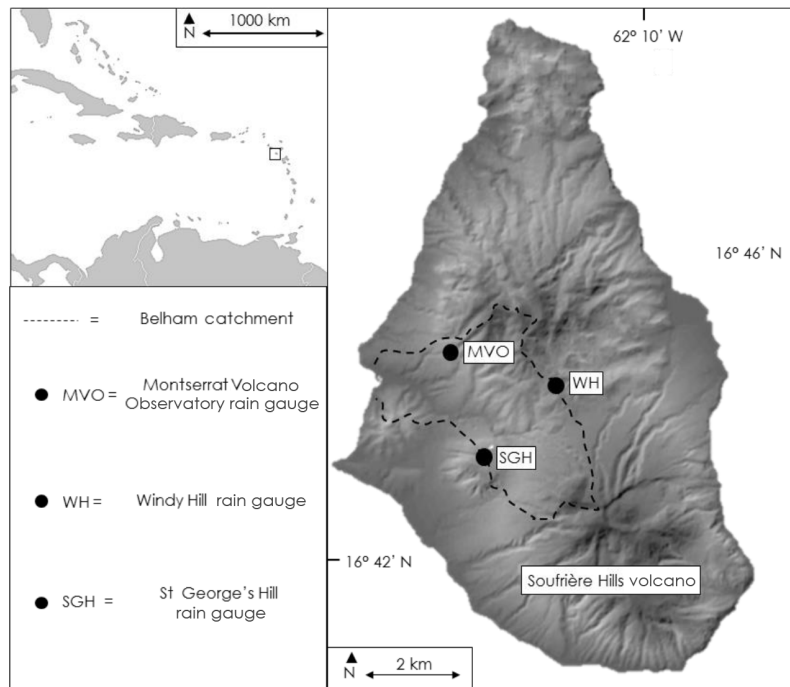 1000 km
N
62° 10' W
16° 46' N
MVO
WH
SGH
16° 42' N
Soufrière Hills volcano
N
2 km
= Belham catchment
MVO = Montserrat Volcano
Observatory rain gauge
WH = Windy Hill rain gauge
SGH = St George's Hill
rain gauge